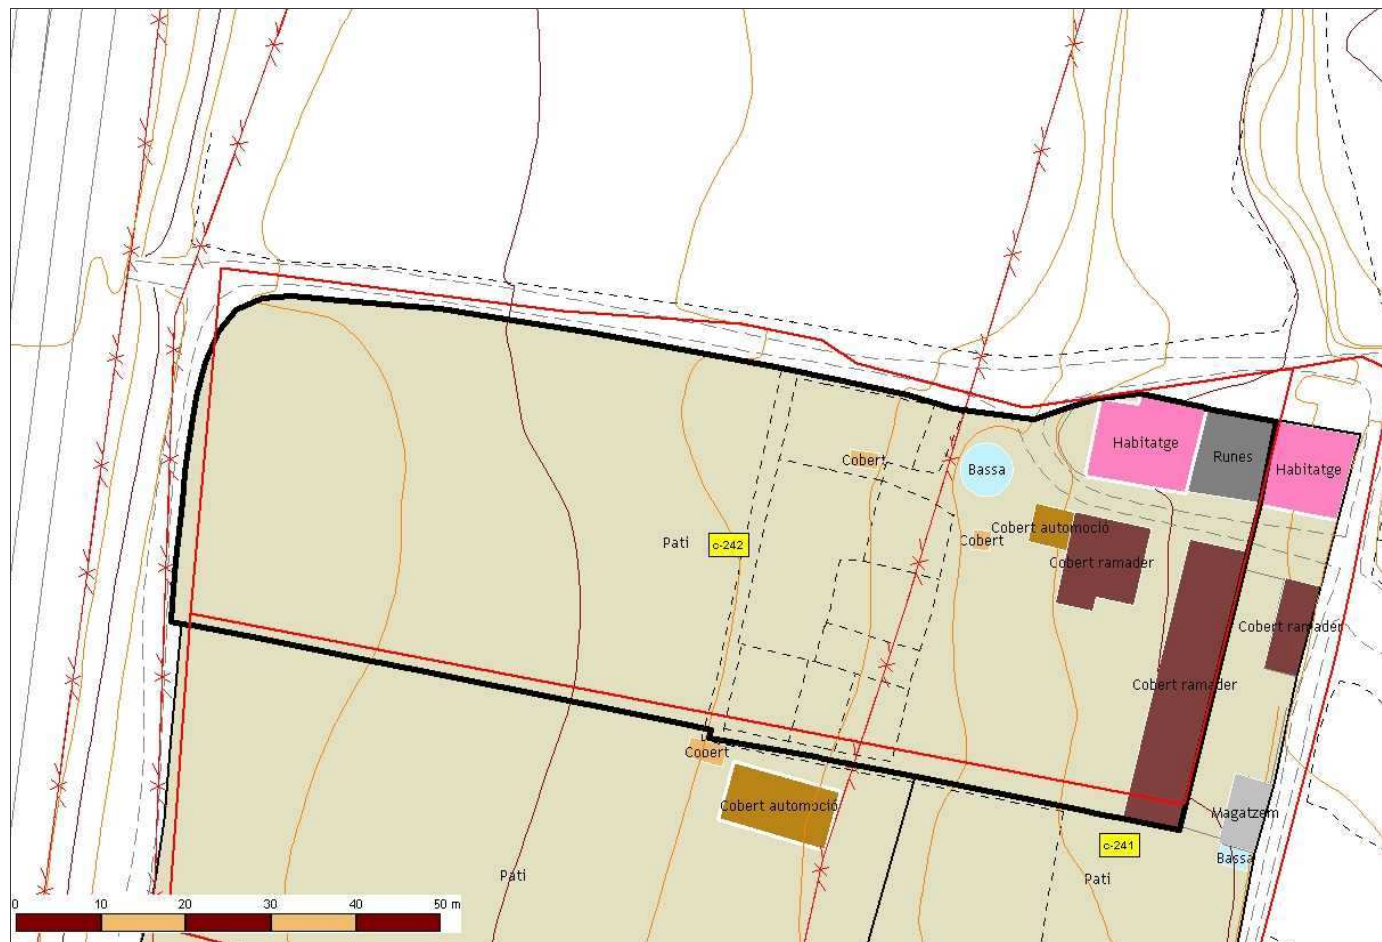 Habitatge
Runes
Habitatge
Cobert
Bassa
Cobert automoció
Pati
c-242
Cobert
Cobert ramader
Cobert ramader
Cobert ramader
Cobert
Cobert automoció
Magatzem
c-241
Bassa
Pati
Pati
0 10 20 30 40 50 m